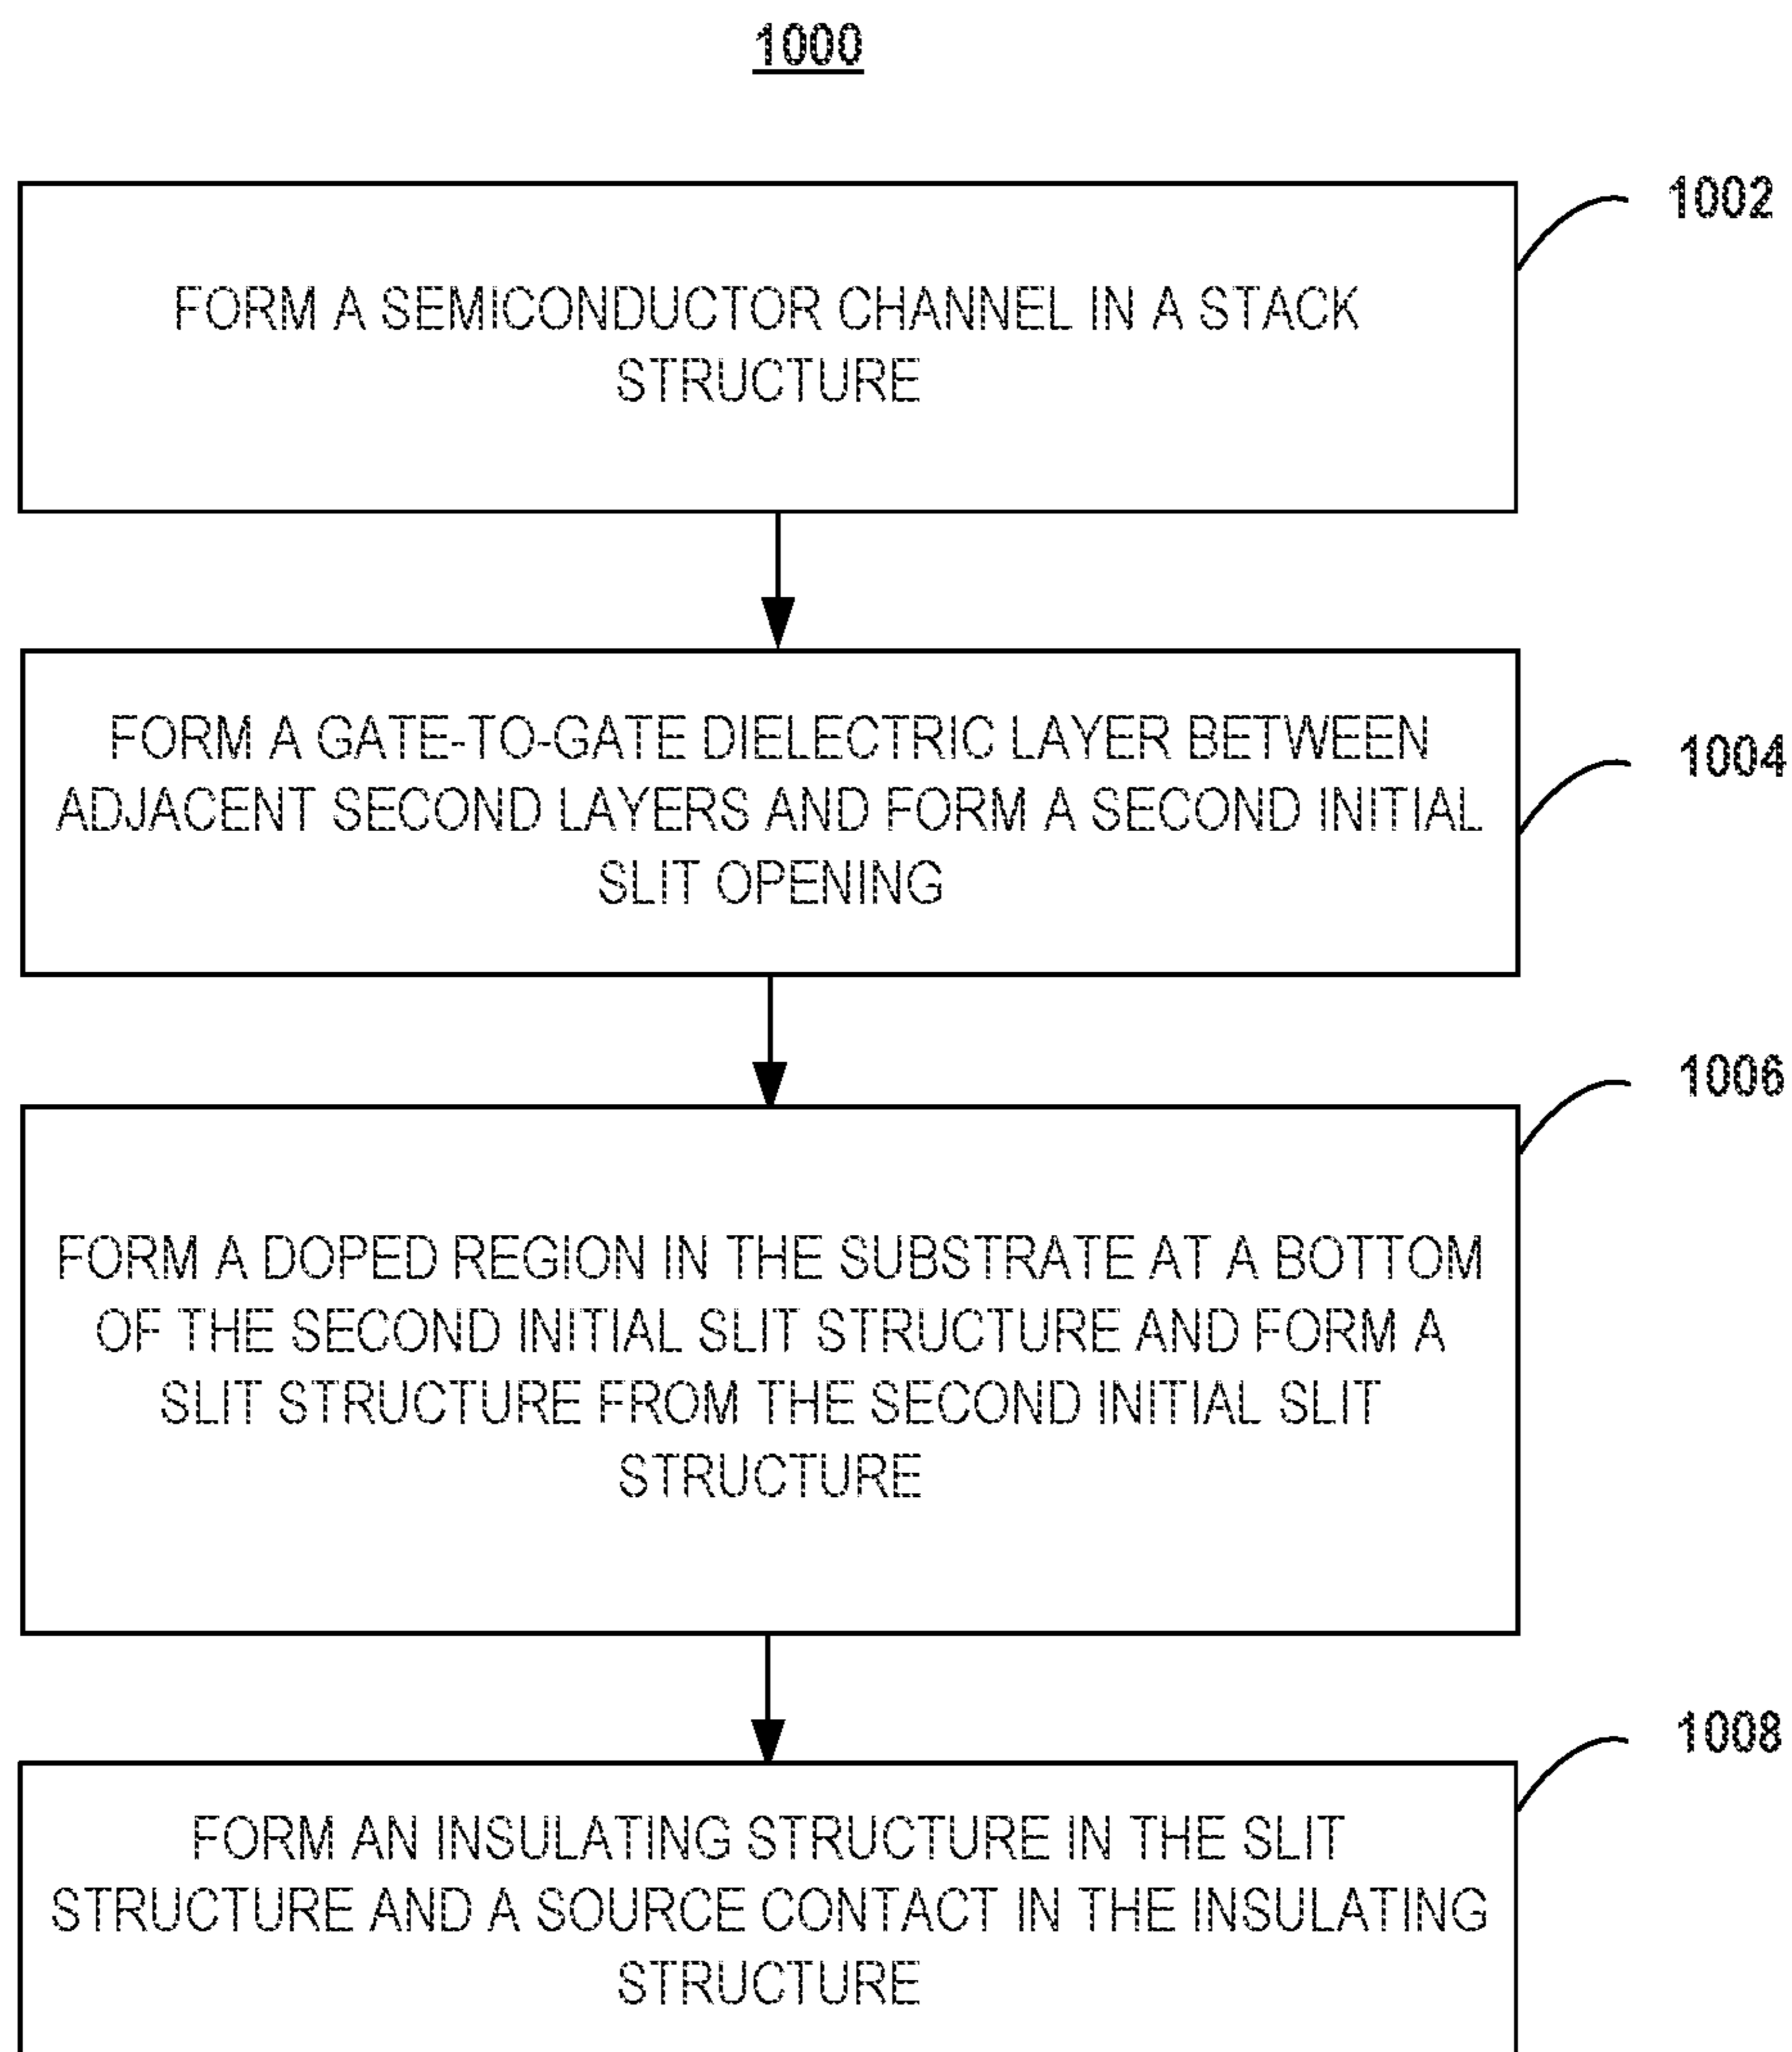 1000
1002
FORM A SEMICONDUCTOR CHANNEL IN A STACK
STRUCTURE
1004
FORM A GATE-TO-GATE DIELECTRIC LAYER BETWEEN
ADJACENT SECOND LAYERS AND FORM A SECOND INITIAL
SLIT OPENING
1006
FORM A DOPED REGION IN THE SUBSTRATE AT A BOTTOM
OF THE SECOND INITIAL SLIT STRUCTURE AND FORM A
SLIT STRUCTURE FROM THE SECOND INITIAL SLIT
STRUCTURE
1008
FORM AN INSULATING STRUCTURE IN THE SLIT
STRUCTURE AND A SOURCE CONTACT IN THE INSULATING
STRUCTURE